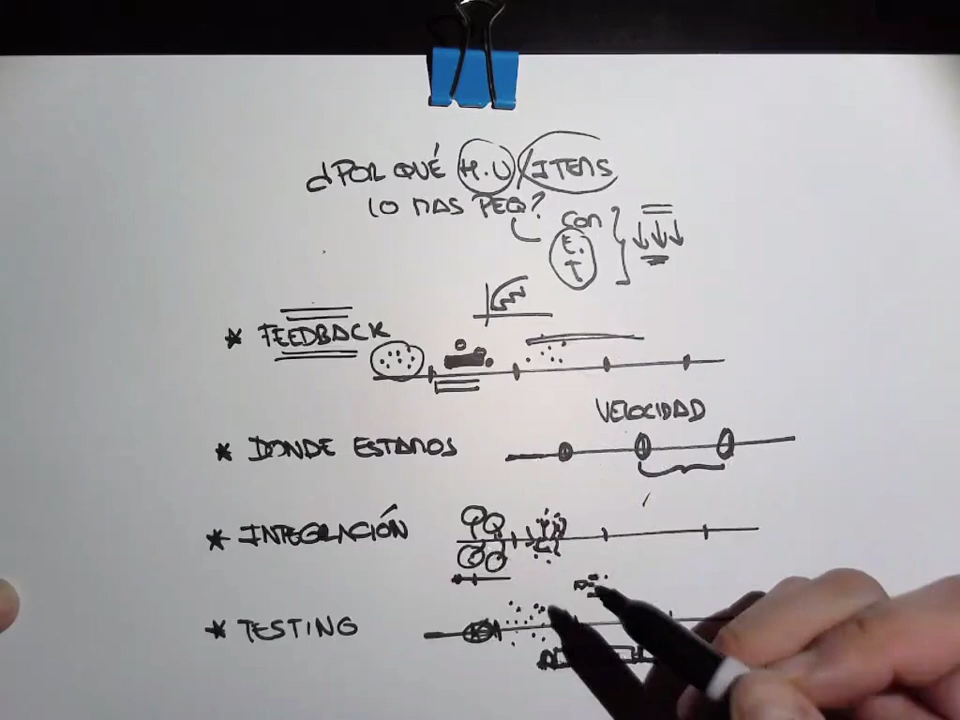 ¿POR QUÉ H.U/ITEMS
LO MAS PEQ?
CON
E.
T
* FEEDBACK
VELOCIDAD
* DONDE ESTAMOS
* INTEGRACIÓN
* TESTING